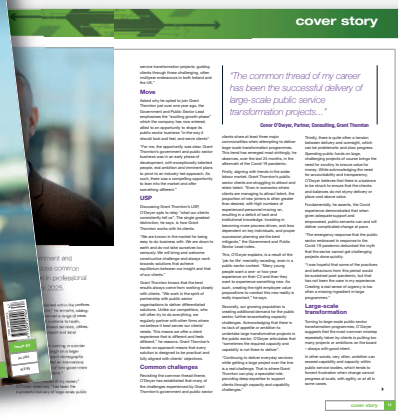 cover story
service transformation projects; guiding
clients through those challenging, often
multiyear endeavours in both Ireland and
the UK."
Move
Asked why he opted to join Grant
Thornton just over one year ago, the
Government and Public Sector Lead
emphasises the "exciting growth phase"
which the company has now entered,
allied to an opportunity to shape its
public sector business "in the way it
should look and feel, and serve clients".
"For me, the opportunity was clear. Grant
Thornton's government and public sector
business was in an early phase of
development, with exceptionally talented
people, real ambition and imminent plans
to pivot to an industry-led approach. As
such, there was a compelling opportunity
to lean into the market and offer
something different."
USP
Discussing Grant Thornton's USP,
O'Dwyer opts to relay "what our clients
consistently tell us". The single greatest
distinction, he says, is how Grant
Thornton works with its clients.
"We are known in the market for being
easy to do business with. We are down to
earth and do not take ourselves too
seriously. We will bring and welcome
constructive challenge and always work
towards solutions that achieve
equilibrium between our insight and that
of our clients."
Grant Thornton knows that the best
results always come from working closely
with clients. "We work in the spirit of
partnership with public sector
organisations to deliver differentiated
solutions. Unlike our competitors, who
will often try to do everything, we
regularly partner with other firms where
we believe it best serves our clients'
needs. This means we offer a client
experience that is different and feels
different," he reasons. Grant Thornton's
hands-on approach means that every
solution is designed to be practical and
fully aligned with clients' objectives.
Common challenges
Revisiting the common thread theme,
O'Dwyer has established that many of
the challenges experienced by Grant
Thornton's government and public sector
"The common thread of my career
has been the successful delivery of
large-scale public service
transformation projects..."
Conor O'Dwyer, Partner, Consulting, Grant Thornton
clients share at least three major
commonalities when attempting to deliver
large-scale transformation programmes.
This trend has emerged most strikingly, he
observes, over the last 24 months, in the
aftermath of the Covid-19 pandemic.
Firstly, aligning with trends in the wider
labour market, Grant Thornton's public
sector clients are struggling to attract and
retain talent. "Even in scenarios where
clients are managing to attract talent, the
proportion of new joiners is often greater
than desired, with high numbers of
experienced personnel moving on,
resulting in a deficit of tacit and
institutional knowledge. Investing in
becoming more process driven, and less
dependent on key individuals, and proper
succession planning are the best
mitigants," the Government and Public
Sector Lead notes.
This, O'Dwyer explains, is a result of the
'job for life' mentality receding, even in a
public sector context. "Many young
people want a one- or two-year
experience on their CV and then they
want to experience something new. As
such, creating the right employee value
propositions to combat this new reality is
really important," he says.
Secondly, our growing population is
creating additional demand for the public
sector, further exacerbating capacity
challenges. Acknowledging that there is
no lack of appetite or ambition to
undertake large transformation projects in
the public sector, O'Dwyer articulates that
"sometimes the required capacity and
capability is not there to deliver".
"Continuing to deliver everyday services
while getting a large project over the line
is a real challenge. That is where Grant
Thornton can play a specialist role,
providing deep expertise to support
clients through capacity and capability
challenges."
Thirdly, there is quite often a tension
between delivery and oversight, which
can be problematic and slow progress.
Spending public funds on large,
challenging projects of course brings the
need for scrutiny to ensure value for
money. While acknowledging the need
for accountability and transparency,
O'Dwyer believes that there is a balance
to be struck to ensure that the checks
and balances do not stymy delivery or
place cost above value.
Fundamentally, he asserts, the Covid
experience demonstrated that when
given adequate support and
empowered, public servants can and will
deliver complicated change at pace.
"The emergency response that the public
sector embraced in response to the
Covid-19 pandemic debunked the myth
that the sector cannot get challenging
projects done quickly.
"I was hopeful that some of the practices
and behaviours from this period would
be sustained post-pandemic, but that
has not been the case in my experience.
Creating a real sense of urgency is too
often a missing ingredient in large
programmes."
Large-scale
transformation
Turning to large-scale public sector
transformation programmes, O'Dwyer
suggests that the most common misstep
repeatedly taken by clients is putting too
many projects or ambitions on the board
– always with good intent.
In other words, very often, ambition can
exceed capability and capacity within
public sector bodies, which tends to
foment frustration when change cannot
progress at scale, with agility, or at all in
some cases.
cover story